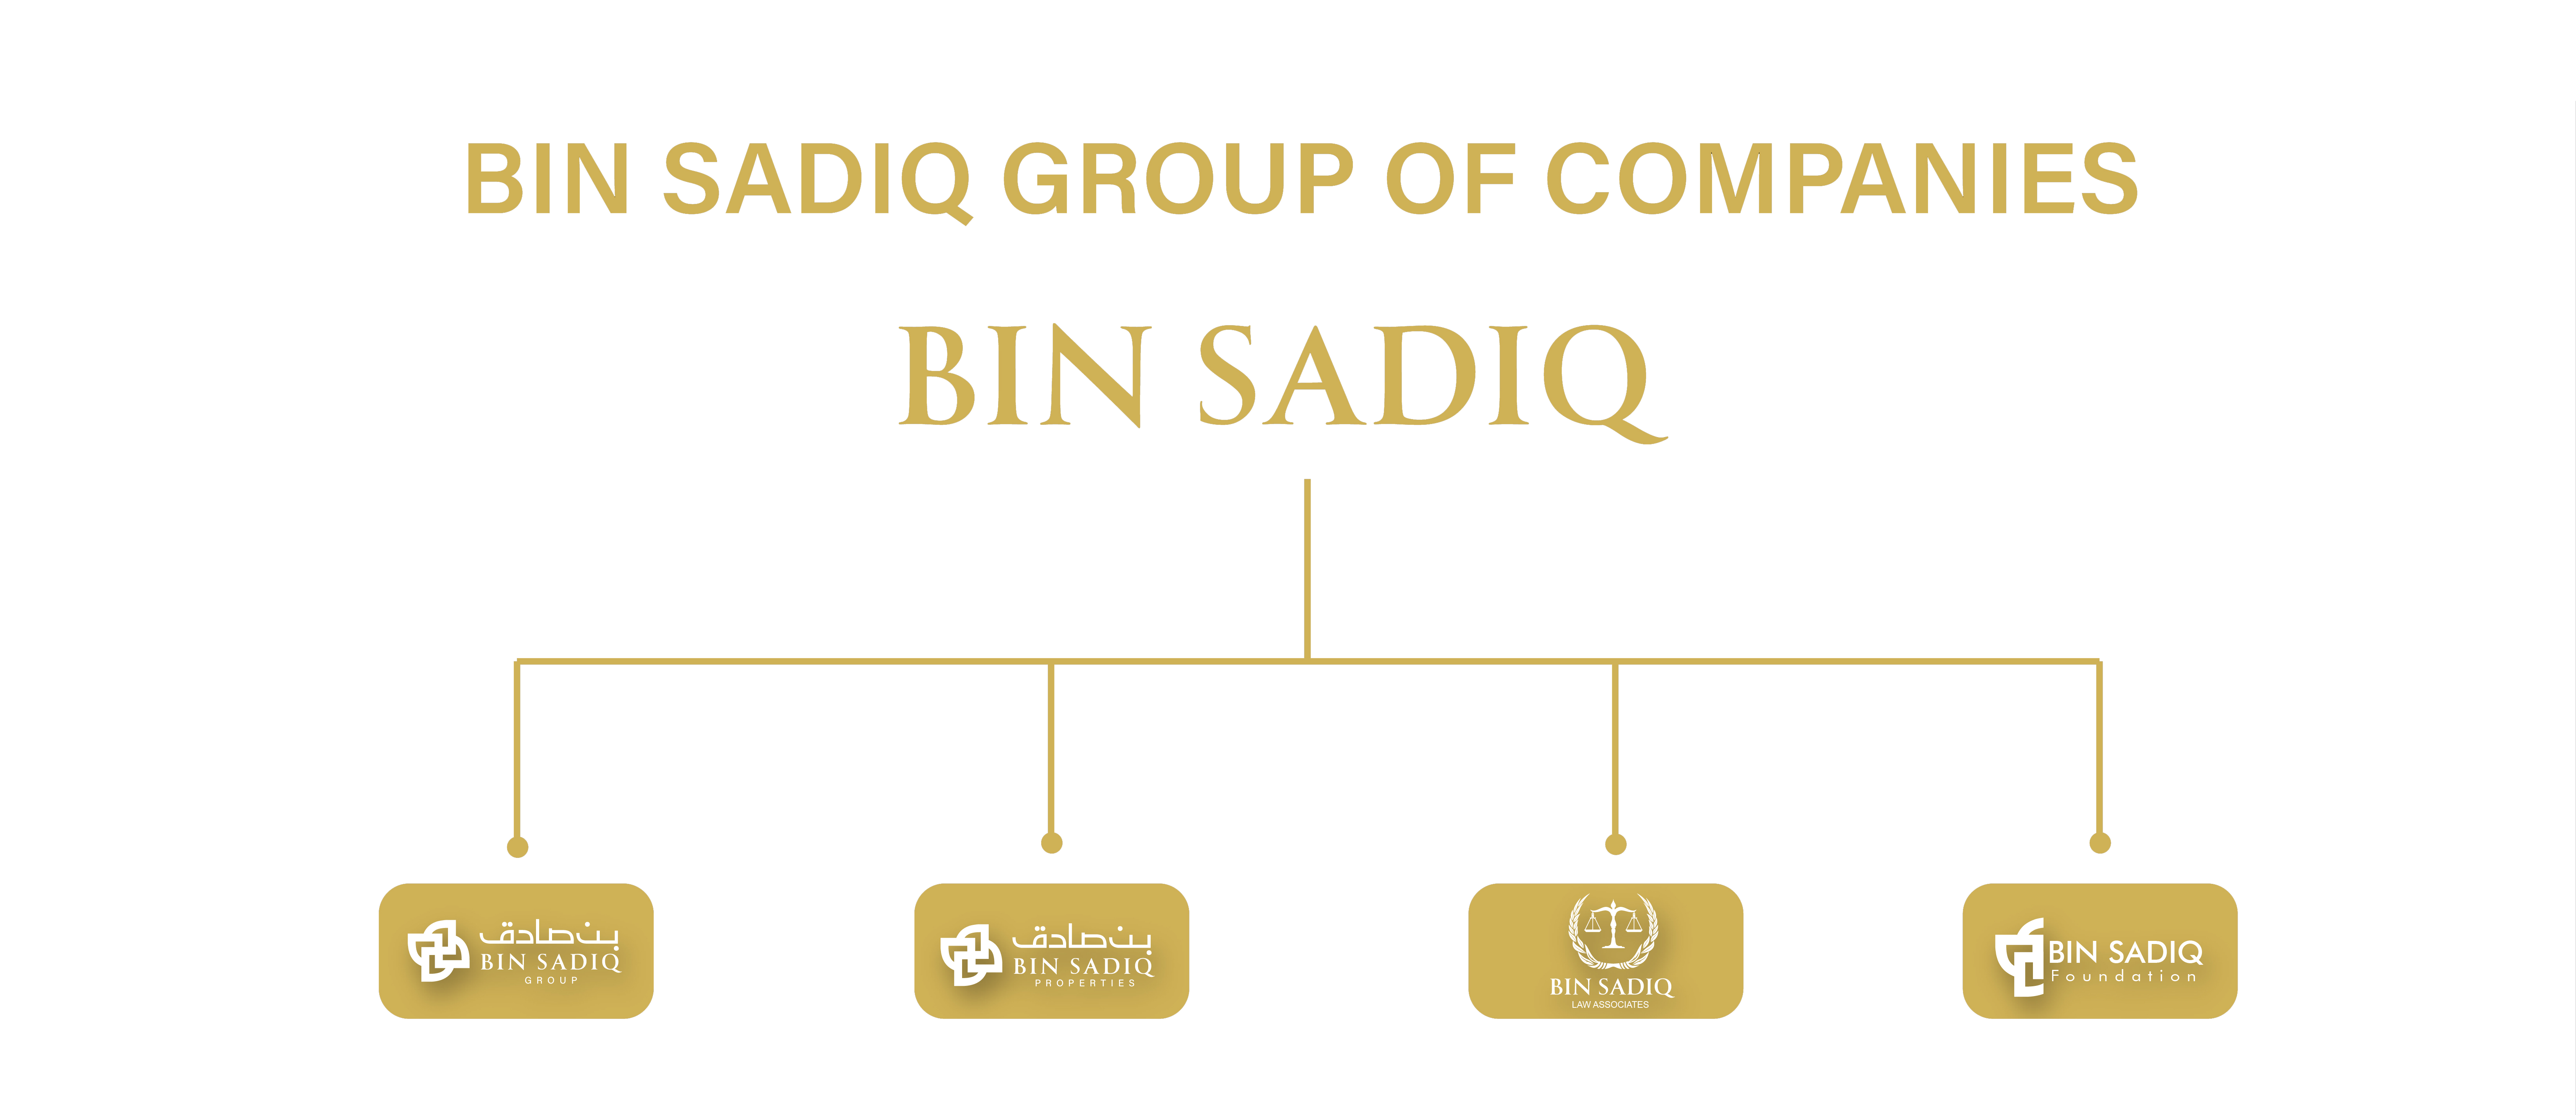 BIN SADIQ GROUP OF COMPANIES
BIN SADIQ
بن صادق
BIN SADIQ
GROUP
بن صادق
BIN SADIQ
PROPERTIES
BIN SADIQ
LAW ASSOCIATES
BIN SADIQ
Foundation